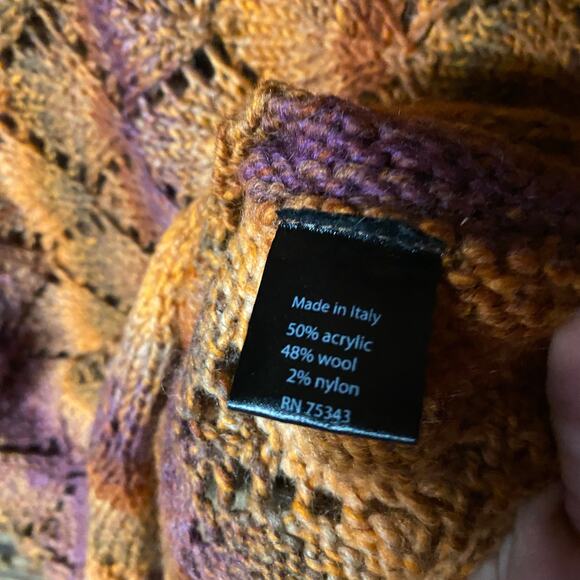 Made in Italy
50% acrylic
48% wool
2% nylon
RN 75343